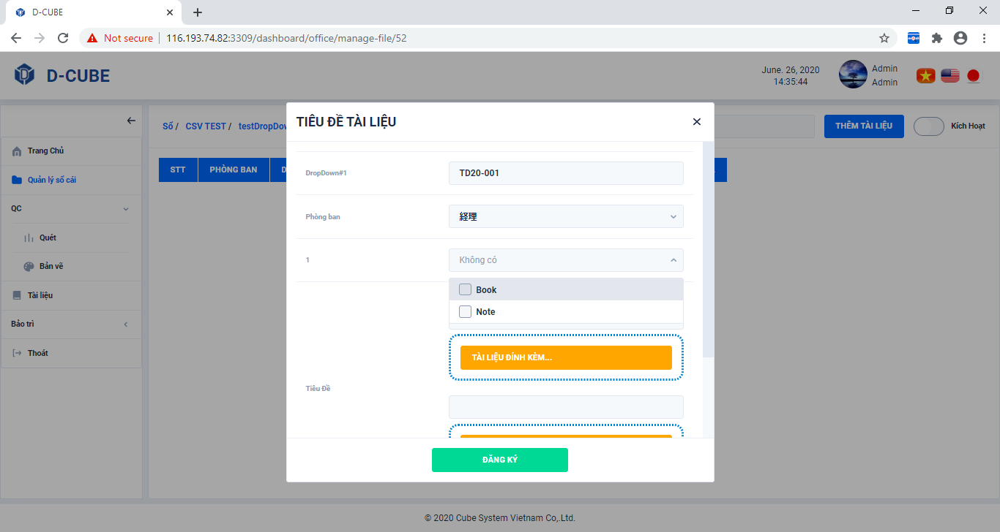 D-CUBE
Not secure
116.193.74.82:3309/dashboard/office/manage-file/52
D-CUBE
June. 26, 2020
14:35:44
Admin
Admin
Trang Chủ
Quản lý sổ cái
QC
Quét
Bản vẽ
Tài liệu
Bảo trì
Thoát
Sổ / CSV TEST / testDropDow
THÊM TÀI LIỆU
Kích Hoạt
STT
PHÒNG BAN
D
TIÊU ĐỀ TÀI LIỆU
DropDown#1
TD20-001
Phòng ban
経理
1
Không có
Book
Note
TÀI LIỆU ĐÍNH KÈM...
Tiêu Đề
ĐĂNG KÝ
© 2020 Cube System Vietnam Co,.Ltd.